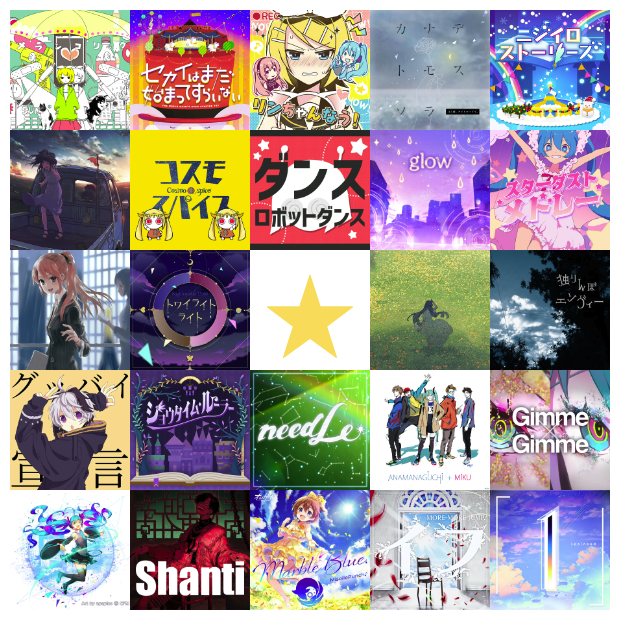 セカイはまだ
始まってすらいない
REC
リンちゃんなう!
カナデ
トモス
ソラ
ニジイロ
ストーリーズ
コスモ
Cosmo spice
スパイス
ダンス
ロボットダンス
glow
スターダスト
メドレー
トワイライト
ライト
独りんぼ
エンヴィー
グッバイ
宣言
ショウタイム・ルーラー
needLe
ANAMANAGUCHI + MIKU
Gimme
Gimme
Shanti
Marble Blue.
イフ
1